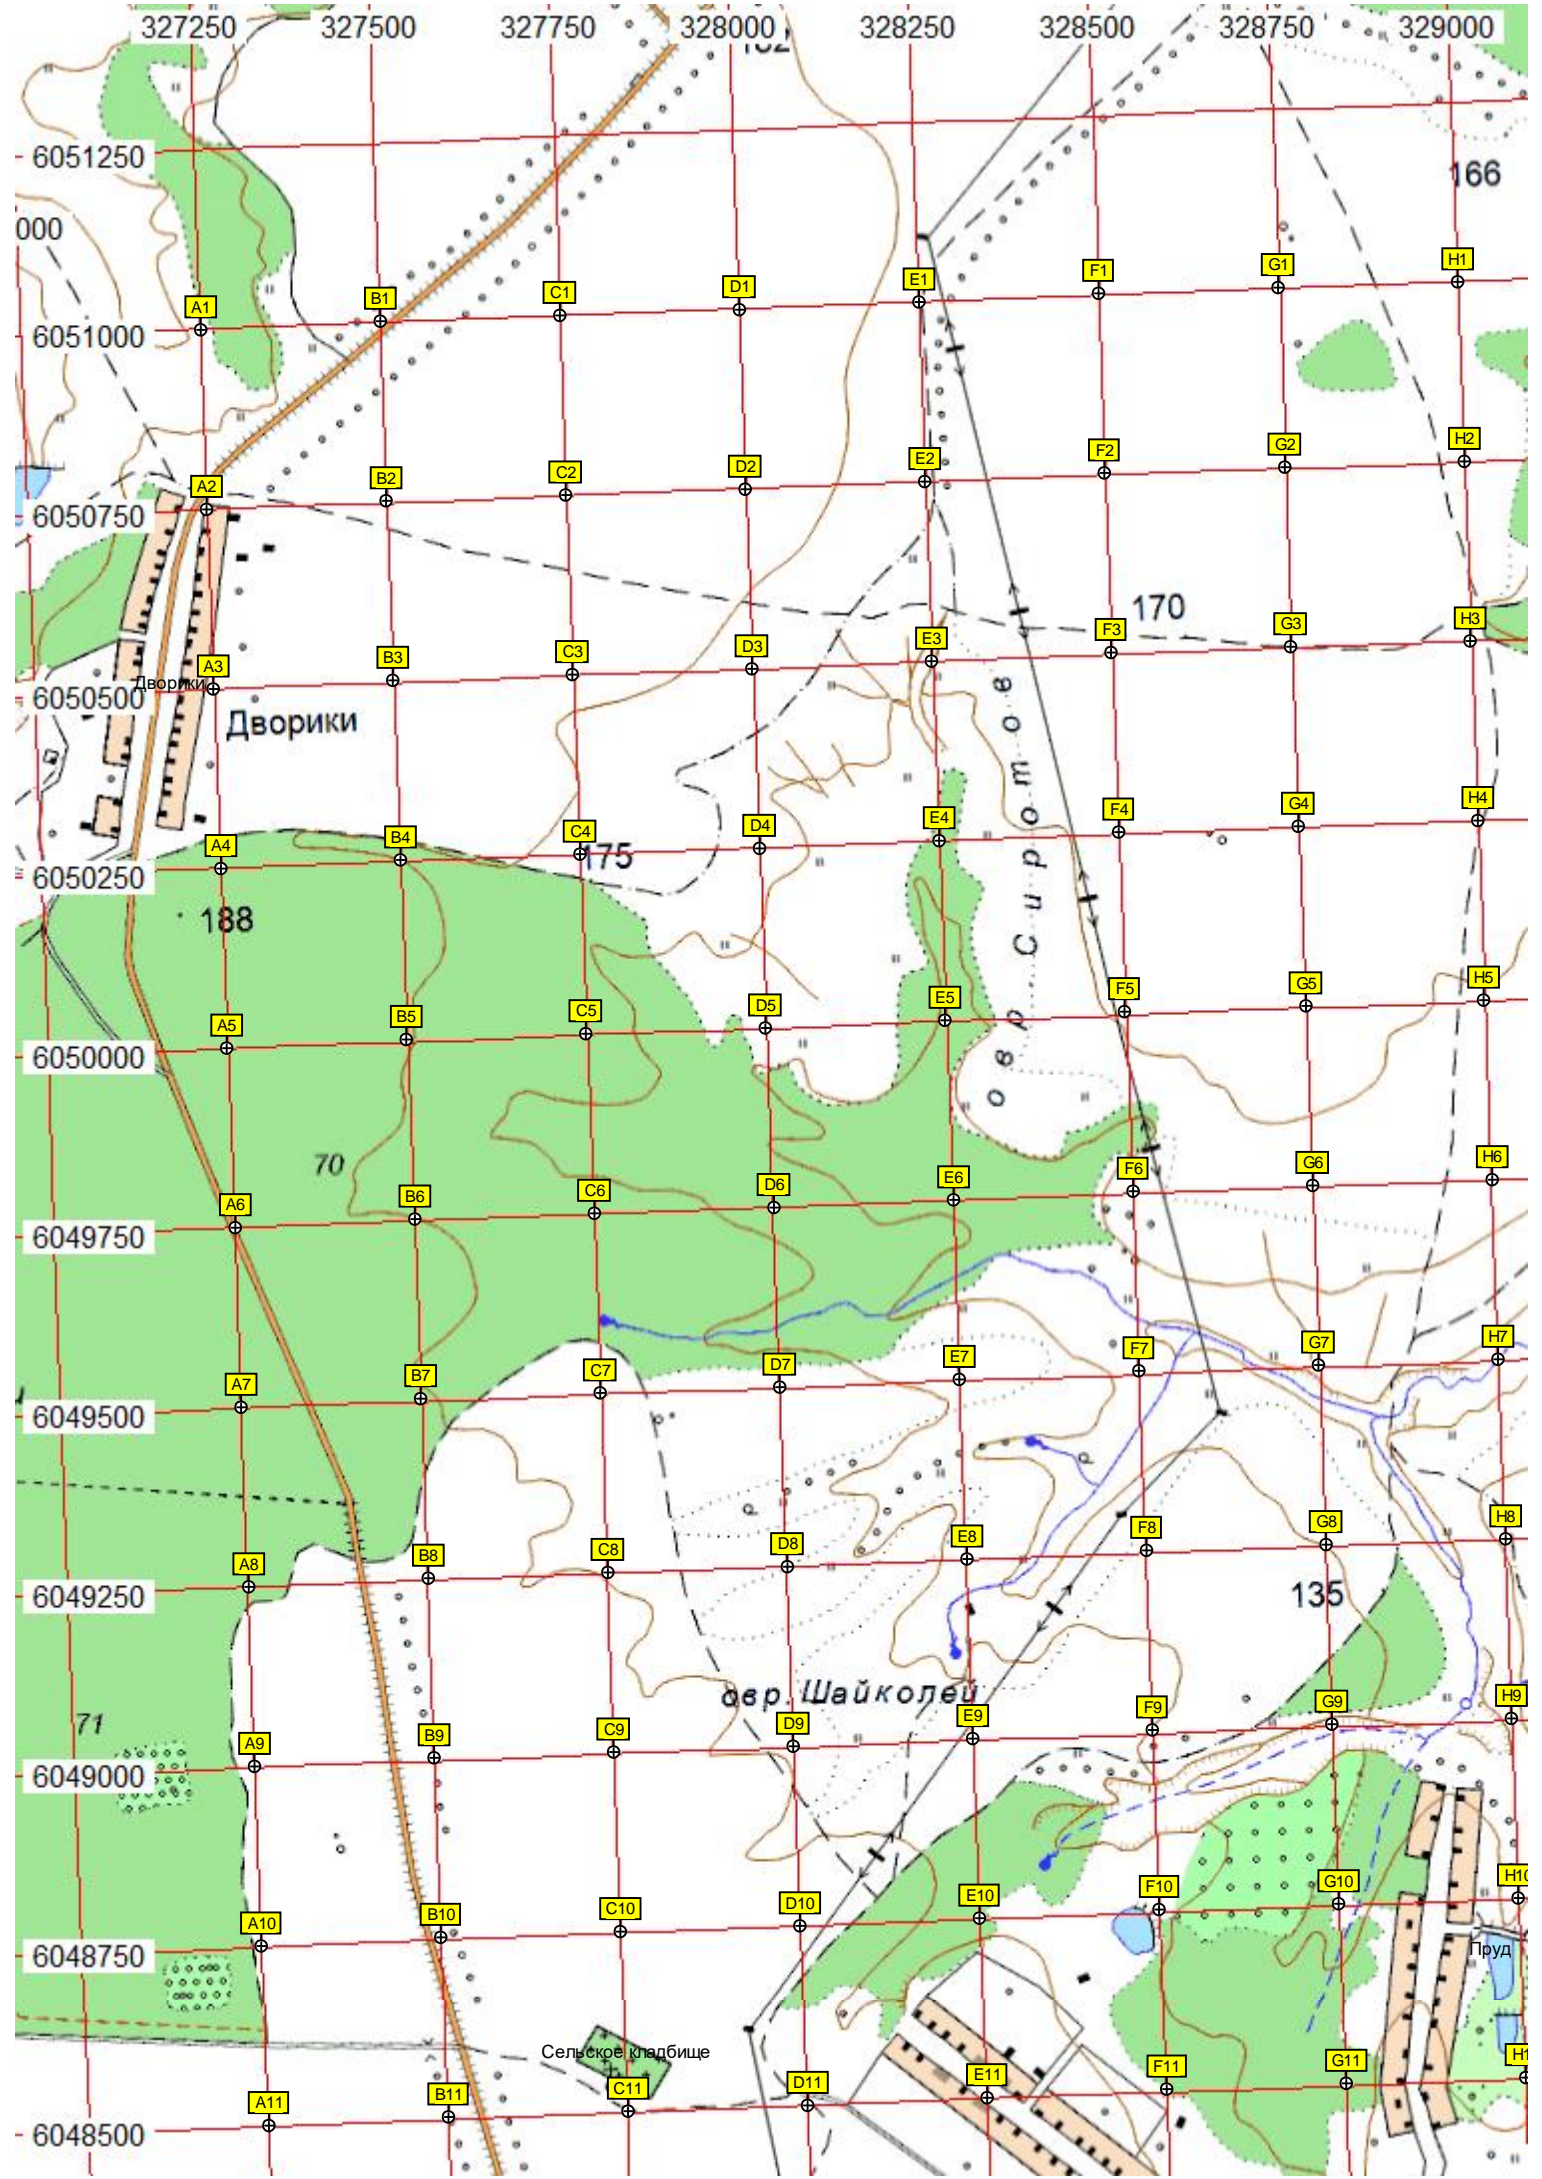 327250 327500 327750 328000 328250 328500 328750 329000
6051250
166
000
A1 B1 C1 D1 E1 F1 G1 H1
6051000
A2 B2 C2 D2 E2 F2 G2 H2
6050750
170
A3 B3 C3 D3 E3 F3 G3 H3
Дворики
6050500
Дворики
овр Сиротов
A4 B4 C4 D4 E4 F4 G4 H4
175
6050250
188
A5 B5 C5 D5 E5 F5 G5 H5
6050000
70
A6 B6 C6 D6 E6 F6 G6 H6
6049750
A7 B7 C7 D7 E7 F7 G7 H7
6049500
A8 B8 C8 D8 E8 F8 G8 H8
6049250
135
овр. Шайколей
71
A9 B9 C9 D9 E9 F9 G9 H9
6049000
A10 B10 C10 D10 E10 F10 G10 H10
6048750
Пруд
Сельское кладбище
A11 B11 C11 D11 E11 F11 G11 H1
6048500